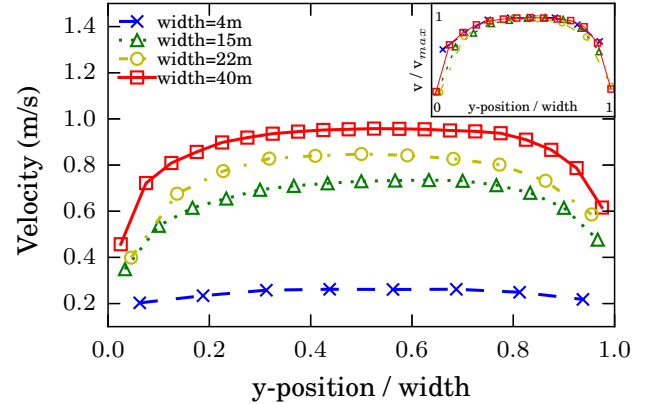 1.4
1.2
1.0
0.8
0.6
0.4
0.2
Velocity (m/s)
width=4m
width=15m
width=22m
width=40m
1
v / v_max
0
y-position / width
1
0.0
0.2
0.4
0.6
0.8
1.0
y-position / width